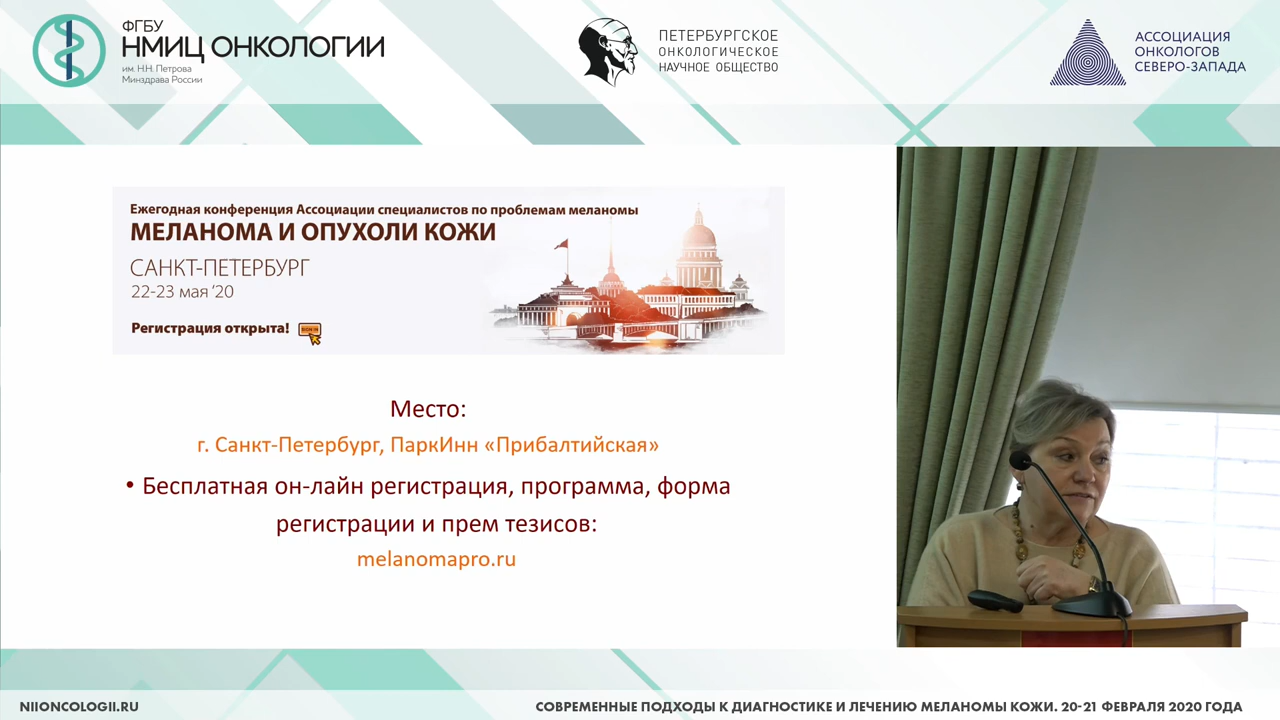 ФГБУ
НМИЦ ОНКОЛОГИИ
им. Н.Н. Петрова
Минздрава России
ПЕТЕРБУРГСКОЕ
ОНКОЛОГИЧЕСКОЕ
НАУЧНОЕ ОБЩЕСТВО
АССОЦИАЦИЯ
ОНКОЛОГОВ
СЕВЕРО-ЗАПАДА
Ежегодная конференция Ассоциации специалистов по проблемам меланомы
МЕЛАНОМА И ОПУХОЛИ КОЖИ
САНКТ-ПЕТЕРБУРГ
22-23 мая '20
Регистрация открыта!
Место:
г. Санкт-Петербург, ПаркИнн «Прибалтийская»
• Бесплатная он-лайн регистрация, программа, форма
регистрации и прем тезисов:
melanomapro.ru
NIIONCOLOGII.RU
СОВРЕМЕННЫЕ ПОДХОДЫ К ДИАГНОСТИКЕ И ЛЕЧЕНИЮ МЕЛАНОМЫ КОЖИ. 20-21 ФЕВРАЛЯ 2020 ГОДА